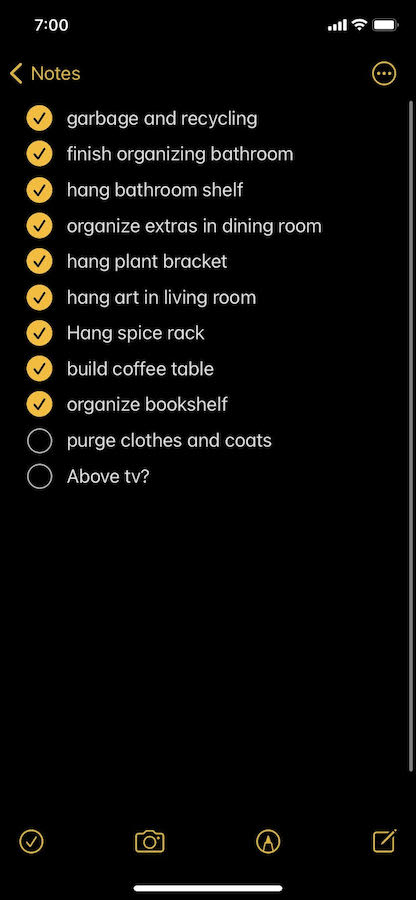 7:00
Notes
garbage and recycling
finish organizing bathroom
hang bathroom shelf
organize extras in dining room
hang plant bracket
hang art in living room
Hang spice rack
build coffee table
organize bookshelf
purge clothes and coats
Above tv?